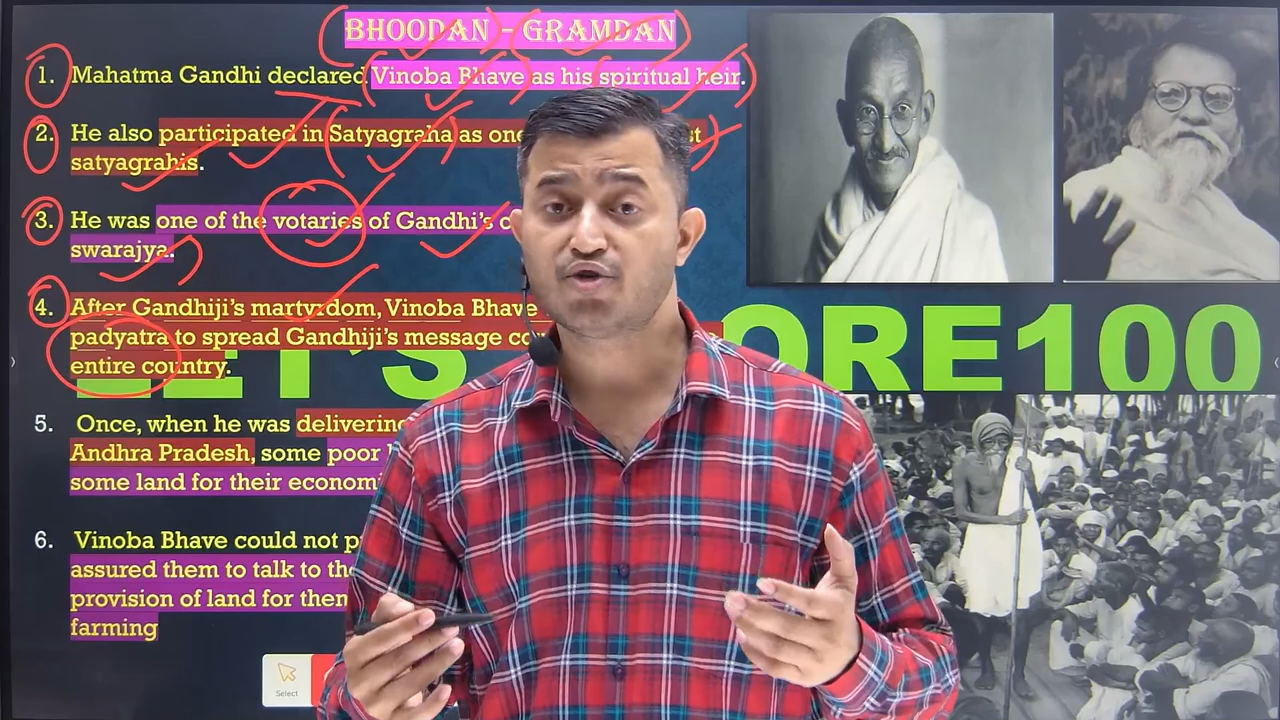 BHOODAN - GRAMDAN
1. Mahatma Gandhi declared Vinoba Bhave as his spiritual heir.
2. He also participated in Satyagraha as one
satyagrahis.
3. He was one of the votaries of Gandhi's
swarajya.
4. After Gandhiji's martyrdom, Vinoba Bhave
padyatra to spread Gandhiji's message
entire country.
LET'S ORE100
5. Once, when he was delivering
Andhra Pradesh, some poor
some land for their
6. Vinoba Bhave could not
assured them to talk to
provision of land for
farming
Select